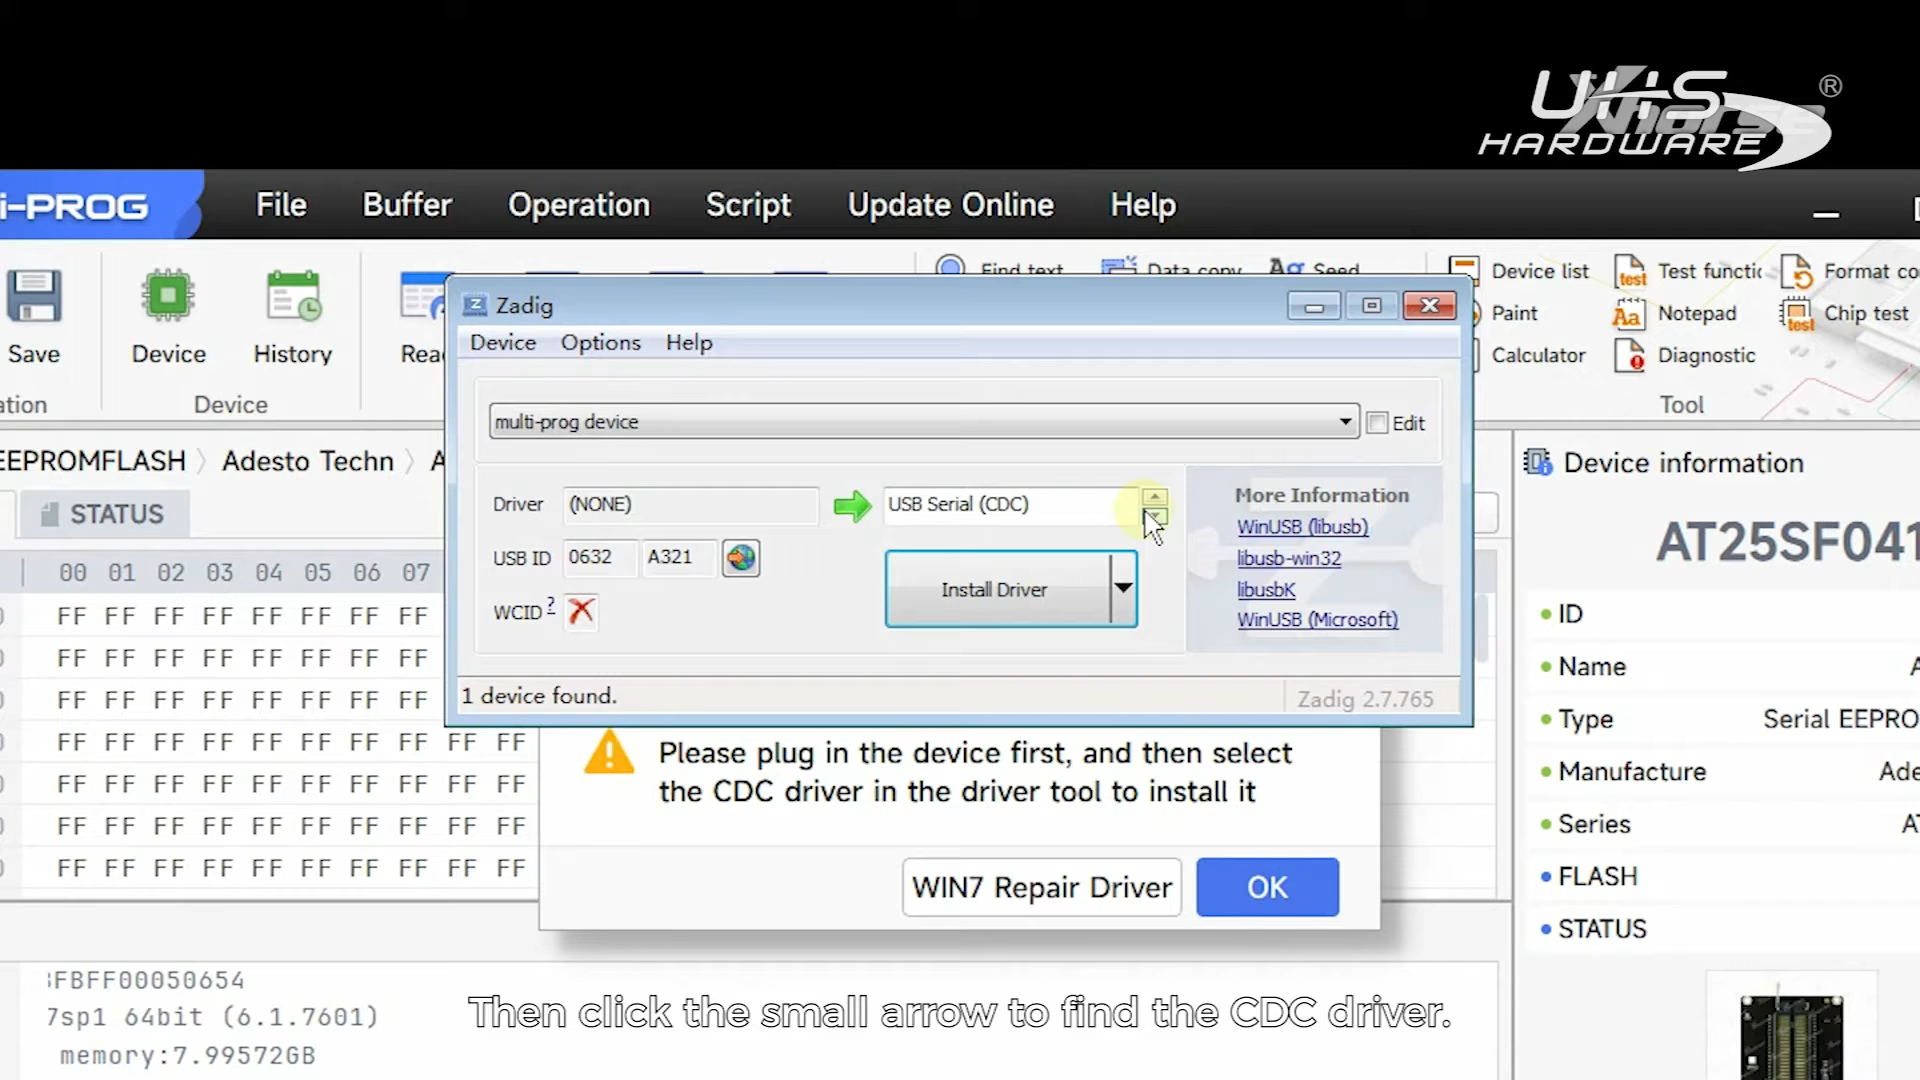 UHS
HARDWARE ®
Xhorse
i-PROG
File Buffer Operation Script Update Online Help
Save Device History
Device
Find text Data copy Seed
Device list
Paint
Notepad
Chip test
Calculator
Diagnostic
Tool
EEPROMFLASH 〉 Adesto Techn 〉
STATUS
00 01 02 03 04 05 06 07
FF FF FF FF FF FF FF FF
FF FF FF FF FF FF FF FF
FF FF FF FF FF FF FF FF
FF FF FF FF FF FF FF FF FF FF
FF FF FF FF FF FF FF FF FF FF
FF FF FF FF FF FF FF FF FF FF
FF FF FF FF FF FF FF FF FF FF
Zadig
Device Options Help
multi-prog device
Edit
Driver (NONE) USB Serial (CDC)
USB ID 0632 A321
WCID ?
Install Driver
More Information
WinUSB (libusb)
libusb-win32
libusbK
WinUSB (Microsoft)
1 device found.
Zadig 2.7.765
Please plug in the device first, and then select
the CDC driver in the driver tool to install it
WIN7 Repair Driver OK
Device information
AT25SF041
ID
Name
Type Serial EEPRO
Manufacture Ade
Series AT
FLASH
STATUS
FBFF00050654
7sp1 64bit (6.1.7601)
memory:7.99572GB
Then click the small arrow to find the CDC driver.